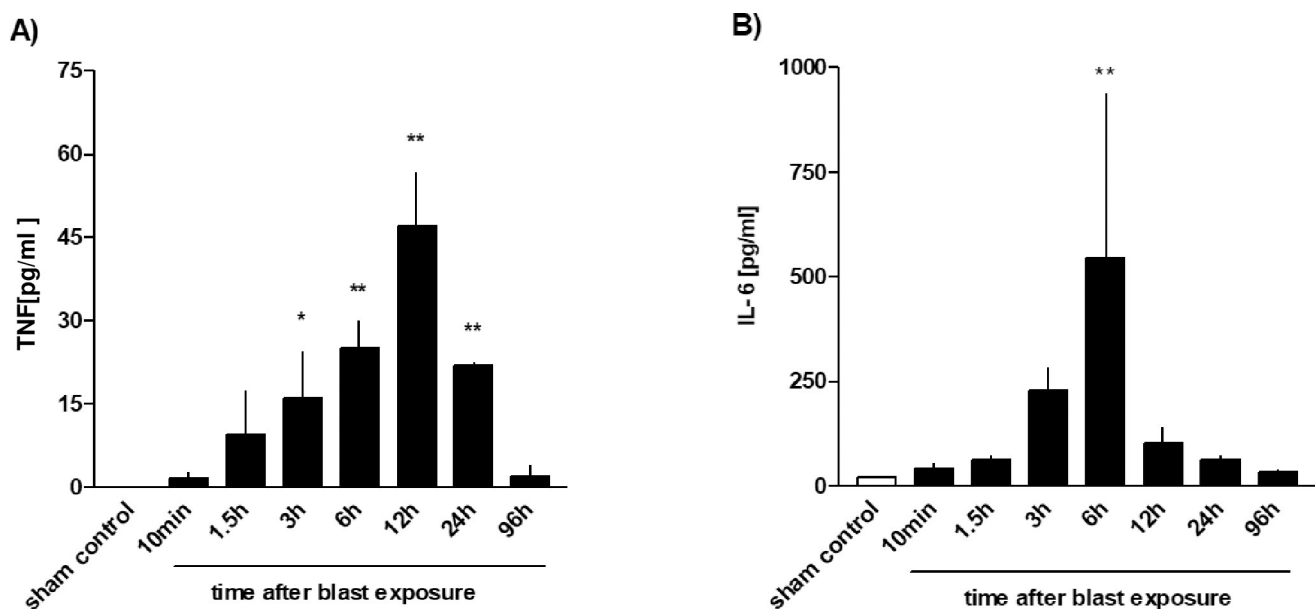 A)
TNF[pg/ml ]
75
60
45
30
15
0
*
**
**
**
sham control
10min
1.5h
3h
6h
12h
24h
96h
time after blast exposure
B)
IL- 6 [pg/ml]
1000
750
500
250
0
**
sham control
10min
1.5h
3h
6h
12h
24h
96h
time after blast exposure